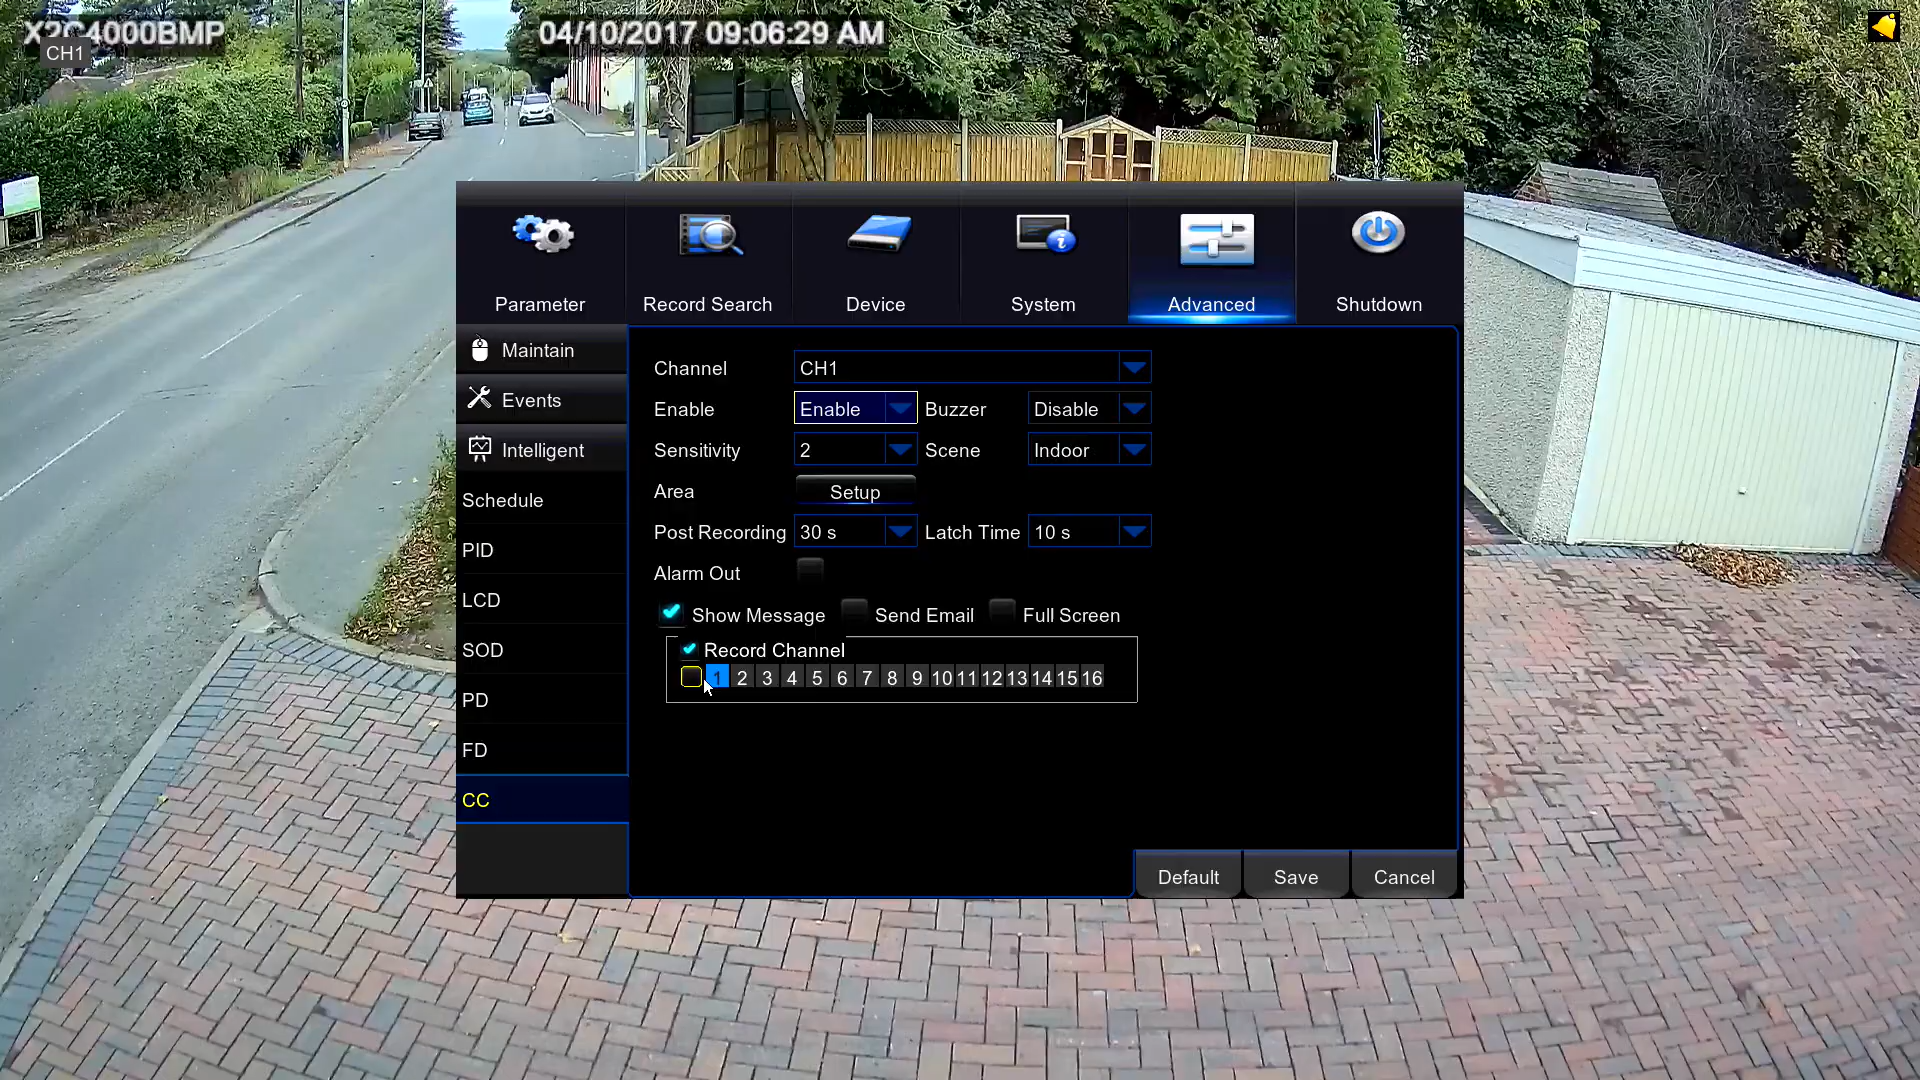 X2C4000BMP
04/10/2017 09:06:29 AM
CH1
Parameter
Record Search
Device
System
Advanced
Shutdown
Maintain
Events
Intelligent
Schedule
PID
LCD
SOD
PD
FD
CC
Channel CH1
Enable Enable Buzzer Disable
Sensitivity 2 Scene Indoor
Area Setup
Post Recording 30 s Latch Time 10 s
Alarm Out
Show Message Send Email Full Screen
Record Channel
1 2 3 4 5 6 7 8 9 10 11 12 13 14 15 16
Default Save Cancel